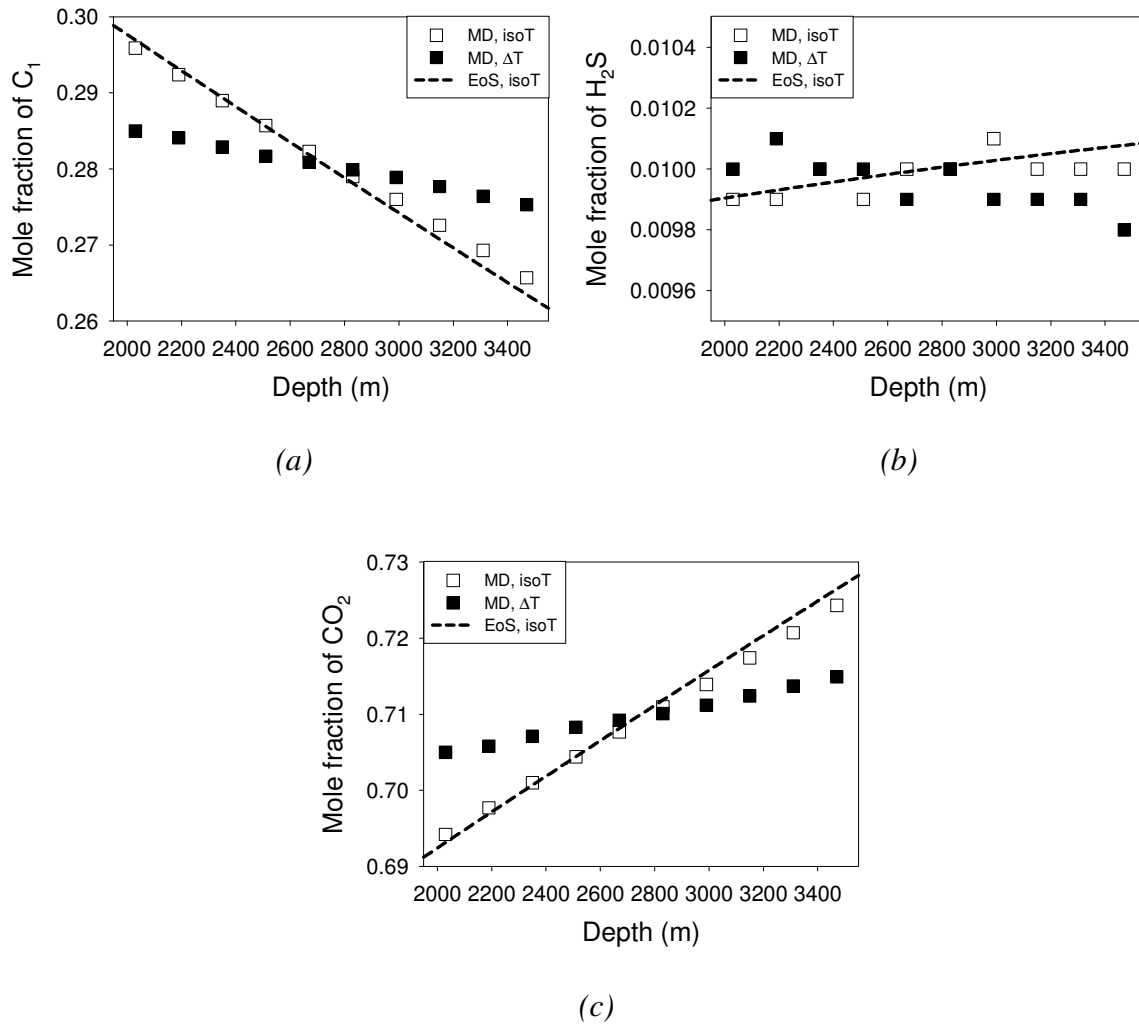 0.30
0.29
0.28
0.27
0.26
Mole fraction of C₁
MD, isoT
MD, ΔT
EoS, isoT
2000 2200 2400 2600 2800 3000 3200 3400
Depth (m)
(a)
0.0104
0.0102
0.0100
0.0098
0.0096
Mole fraction of H₂S
MD, isoT
MD, ΔT
EoS, isoT
2000 2200 2400 2600 2800 3000 3200 3400
Depth (m)
(b)
0.73
0.72
0.71
0.70
0.69
Mole fraction of CO₂
MD, isoT
MD, ΔT
EoS, isoT
2000 2200 2400 2600 2800 3000 3200 3400
Depth (m)
(c)